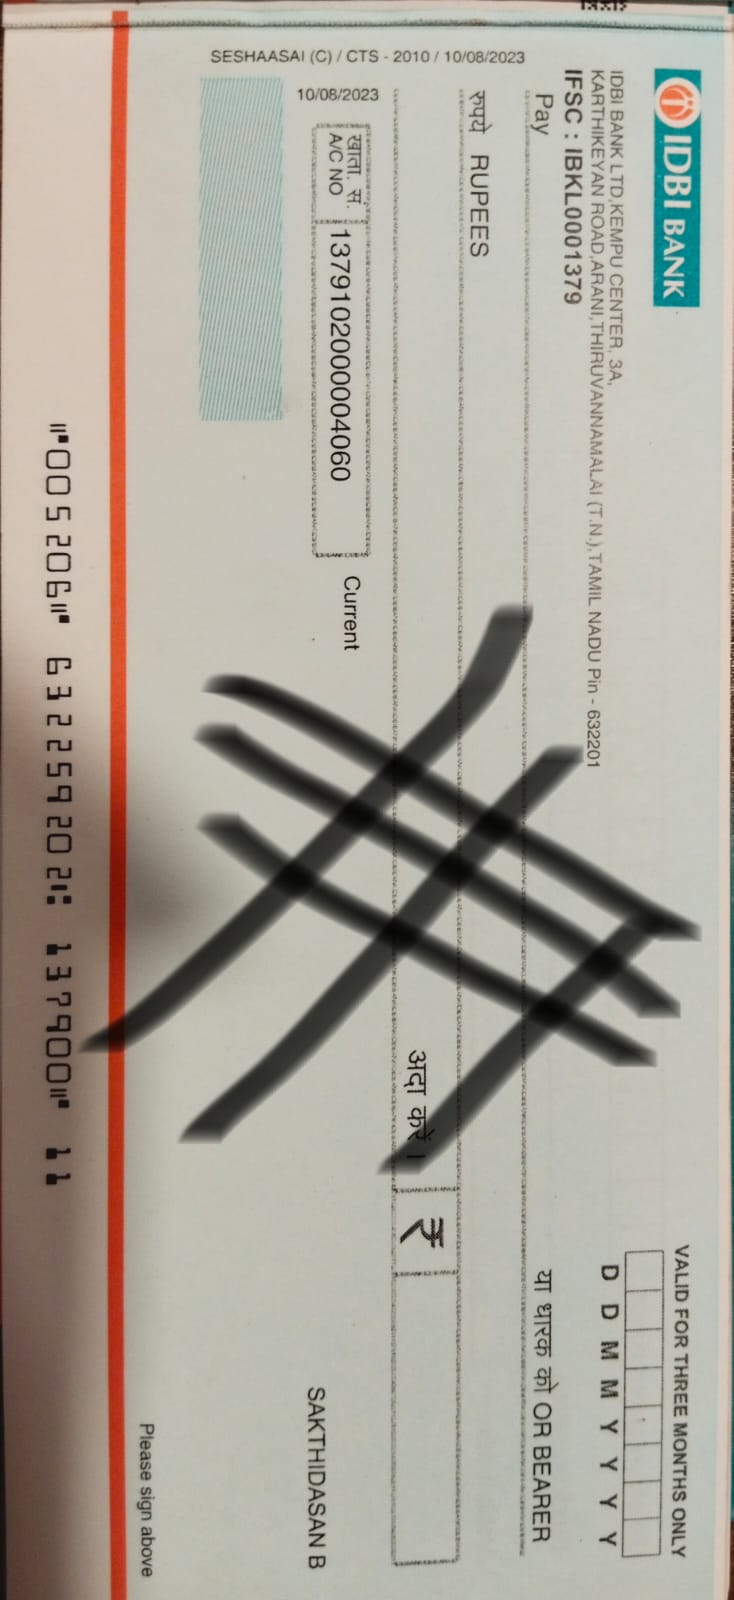 IDBI BANK
IDBI BANK LTD,KEMPU CENTER, 3A,
KARTHIKEYAN ROAD,ARANI,THIRUVANNAMALAI (T.N.),TAMIL NADU Pin - 632201
IFSC : IBKL0001379
VALID FOR THREE MONTHS ONLY
D D M M Y Y Y Y
Pay
या धारक को OR BEARER
रुपये RUPEES
अदा करें ।
₹
खाता. सं.
A/C NO
1379102000004060
Current
10/08/2023
SESHAASAI (C) / CTS - 2010 / 10/08/2023
SAKTHIDASAN B
Please sign above
⑈005206⑈ 632259202⑆ 137900⑈ 11